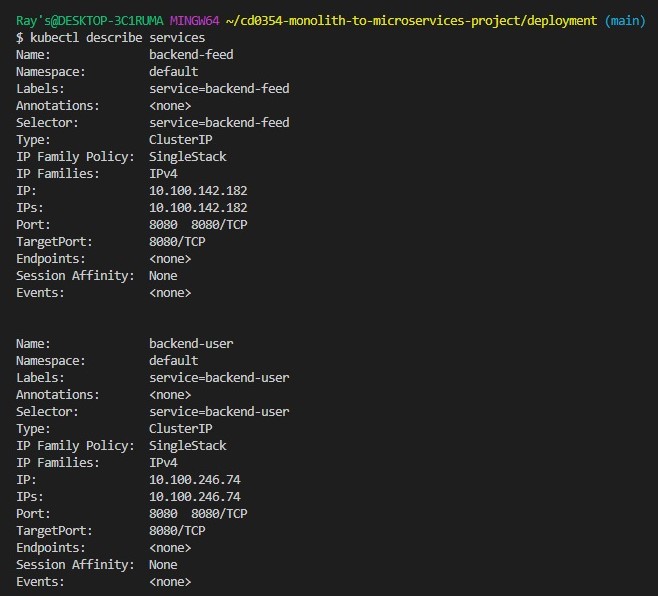 Ray's@DESKTOP-3C1RUMA MINGW64 ~/cd0354-monolith-to-microservices-project/deployment (main)
$ kubectl describe services
Name:              backend-feed
Namespace:         default
Labels:            service=backend-feed
Annotations:       <none>
Selector:          service=backend-feed
Type:              ClusterIP
IP Family Policy:  SingleStack
IP Families:       IPv4
IP:                10.100.142.182
IPs:               10.100.142.182
Port:              8080  8080/TCP
TargetPort:        8080/TCP
Endpoints:         <none>
Session Affinity:  None
Events:            <none>
Name:              backend-user
Namespace:         default
Labels:            service=backend-user
Annotations:       <none>
Selector:          service=backend-user
Type:              ClusterIP
IP Family Policy:  SingleStack
IP Families:       IPv4
IP:                10.100.246.74
IPs:               10.100.246.74
Port:              8080  8080/TCP
TargetPort:        8080/TCP
Endpoints:         <none>
Session Affinity:  None
Events:            <none>